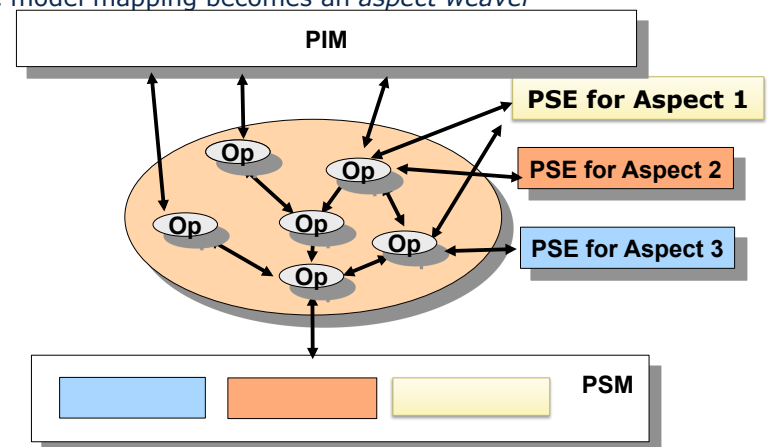 model mapping becomes an aspect weaver
PIM
PSE for Aspect 1
Op
Op
PSE for Aspect 2
Op
Op
Op
PSE for Aspect 3
Op
PSM